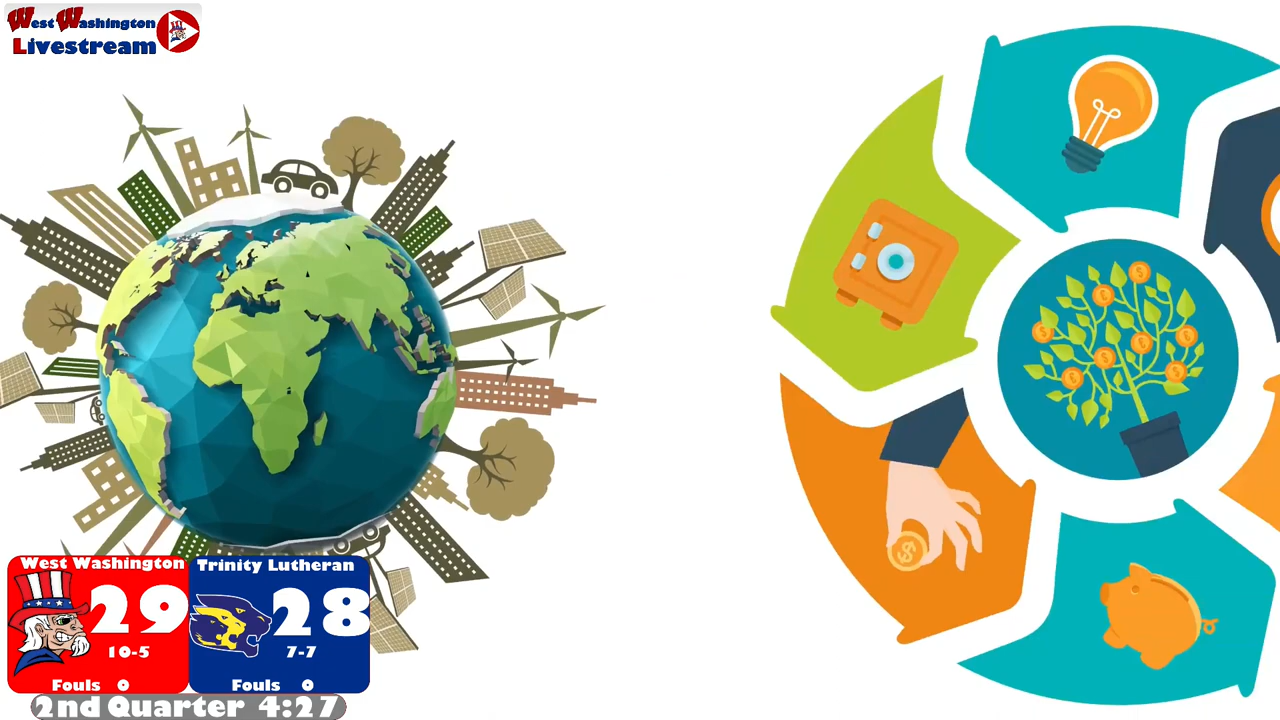 West Washington
Livestream
West Washington Trinity Lutheran
29 28
10-5 7-7
Fouls 0 Fouls 0
2nd Quarter 4:27